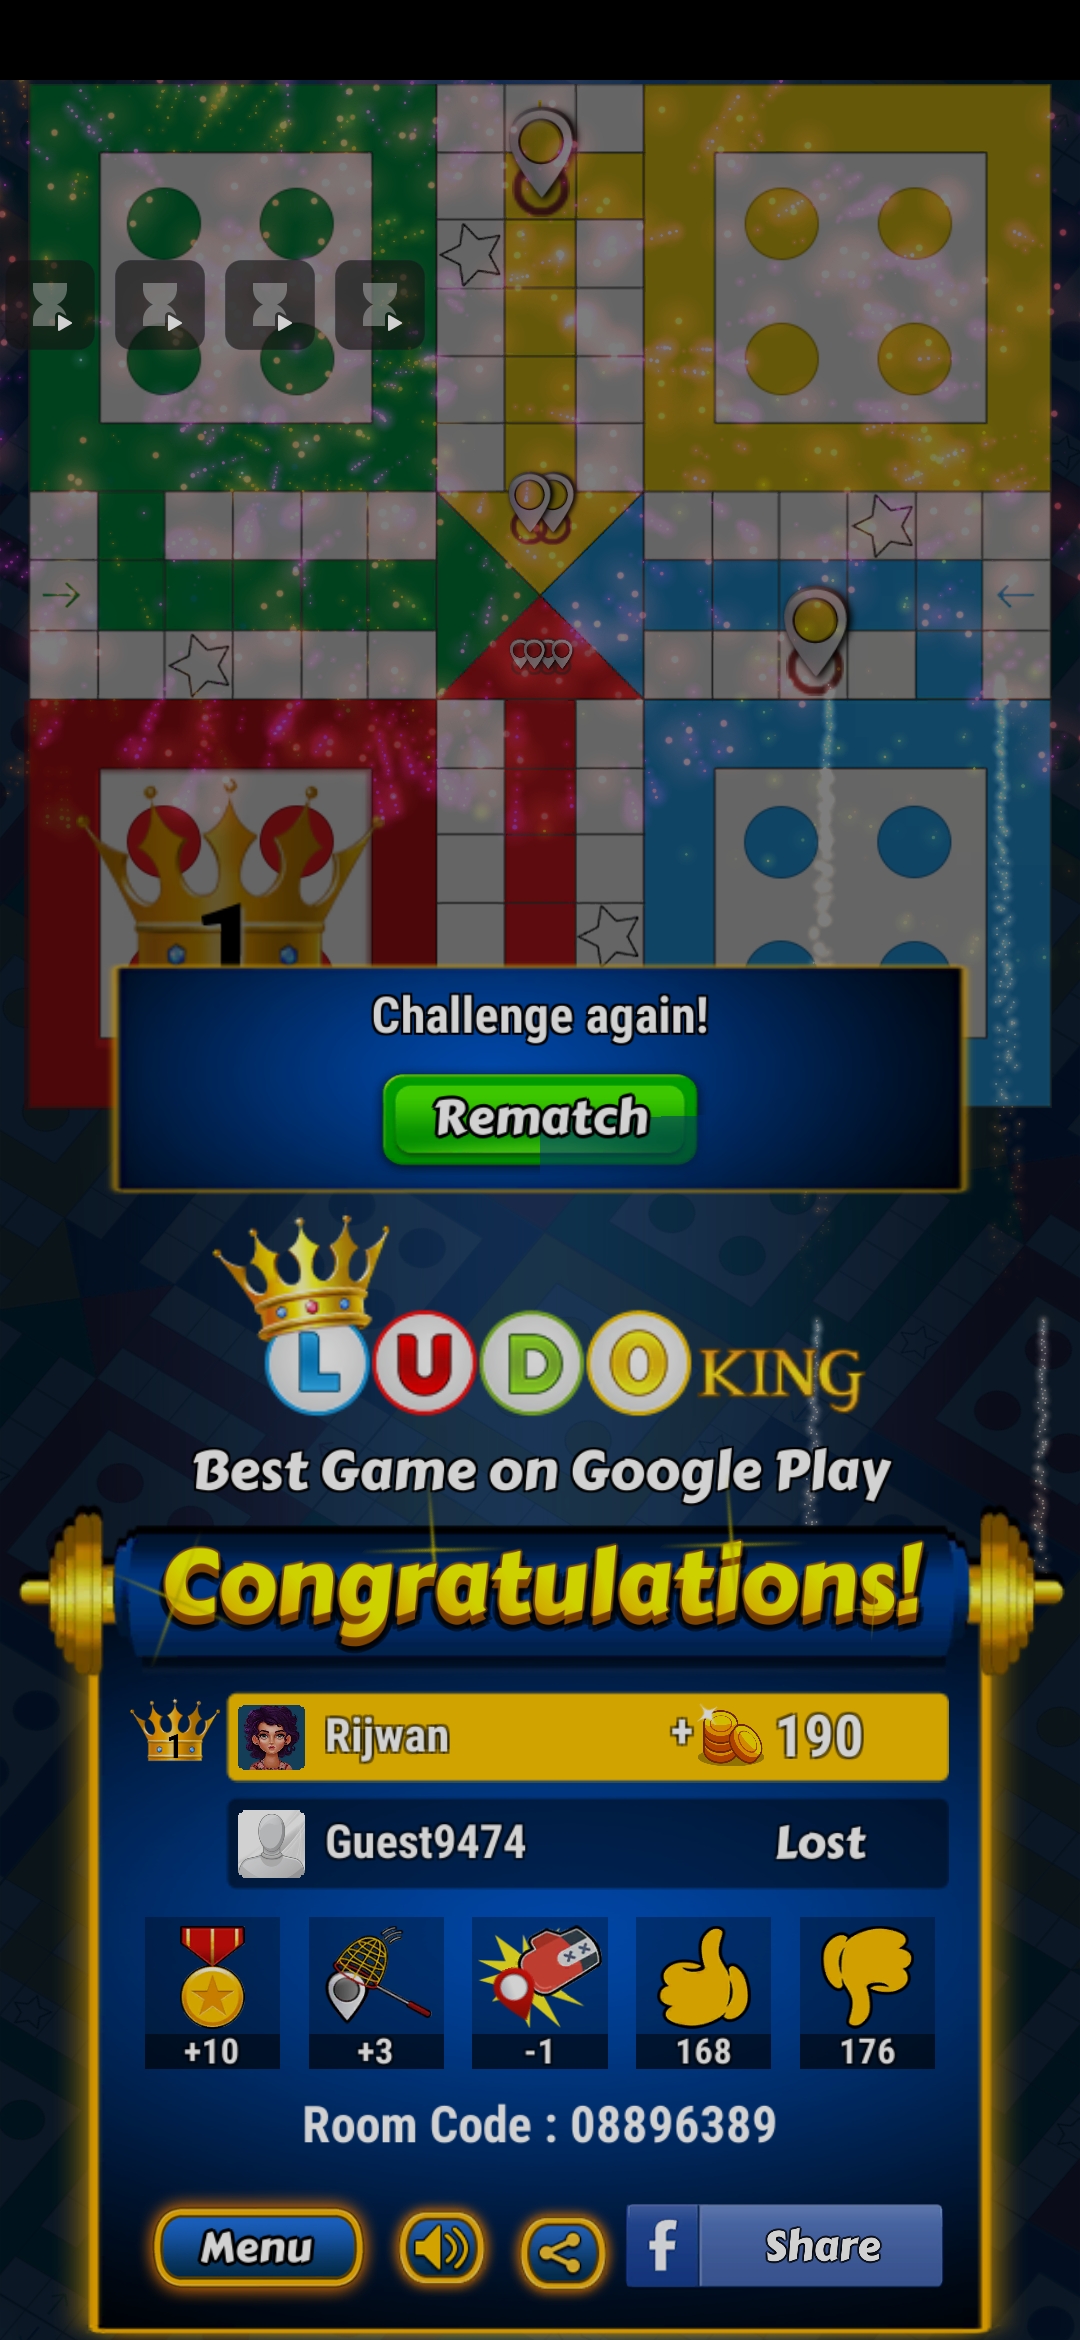 1
Challenge again!
Rematch
LUDO KING
Best Game on Google Play
Congratulations!
1 Rijwan + 190
Guest9474 Lost
+10 +3 -1 168 176
Room Code : 08896389
Menu f Share